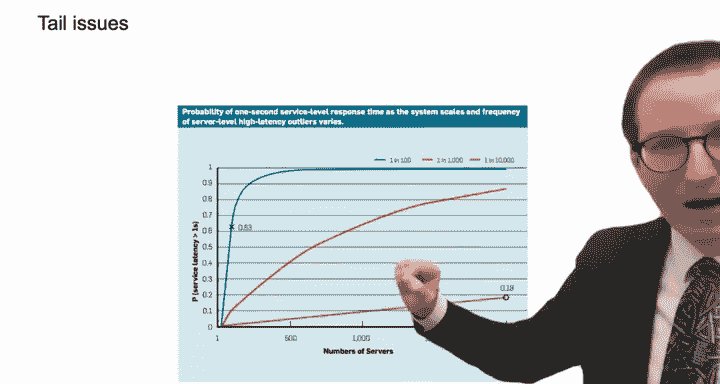 Tail issues
Probability of one-second service-level response time as the system scales and frequency
of server-level high-latency outliers varies.
1 in 100 1 in 1,000 1 in 10,000
1
0.9
0.8
0.7
0.6
0.5
0.4
0.3
0.2
0.1
0
P (service latency > 1s)
0.63
0.18
1 500 1,000
Numbers of Servers